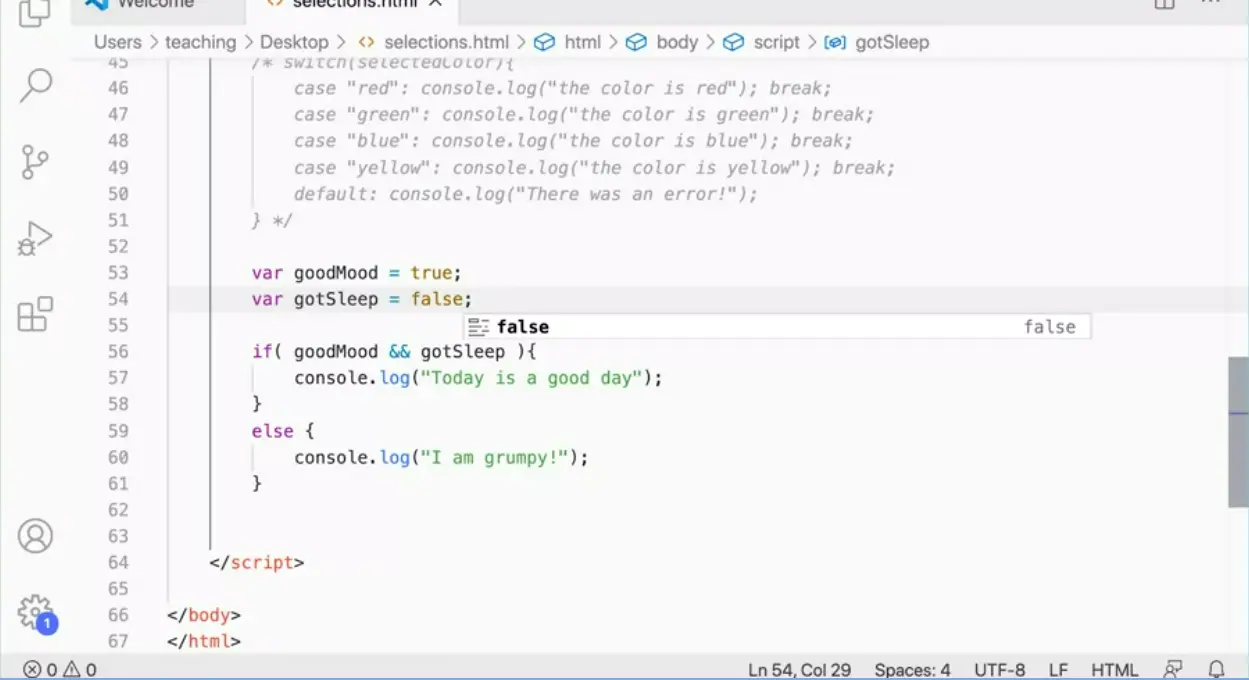 Welcome
selections.html
Users > teaching > Desktop > selections.html > html > body > script > gotSleep
45 /* switch(selectedColor){
46 case "red": console.log("the color is red"); break;
47 case "green": console.log("the color is green"); break;
48 case "blue": console.log("the color is blue"); break;
49 case "yellow": console.log("the color is yellow"); break;
50 default: console.log("There was an error!");
51 } */
52
53 var goodMood = true;
54 var gotSleep = false;
55 false false
56 if( goodMood && gotSleep ){
57 console.log("Today is a good day");
58 }
59 else {
60 console.log("I am grumpy!");
61 }
62
63
64 </script>
65
66 </body>
67 </html>
1
0 0 Ln 54, Col 29 Spaces: 4 UTF-8 LF HTML